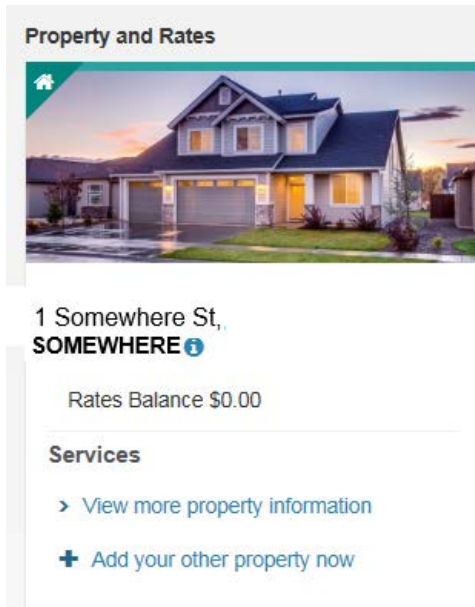 Property and Rates
1 Somewhere St,
SOMEWHERE
Rates Balance $0.00
Services
View more property information
Add your other property now